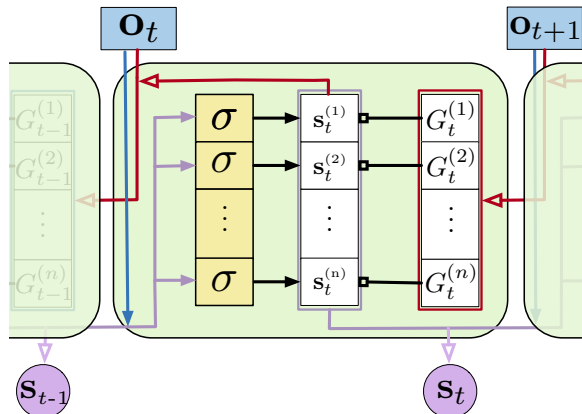 o_t o_{t+1}
G_{t-1}^{(1)} σ s_t^{(1)} G_t^{(1)}
G_{t-1}^{(2)} σ s_t^{(2)} G_t^{(2)}
⋮ ⋮ ⋮ ⋮
G_{t-1}^{(n)} σ s_t^{(n)} G_t^{(n)}
s_{t-1} s_t